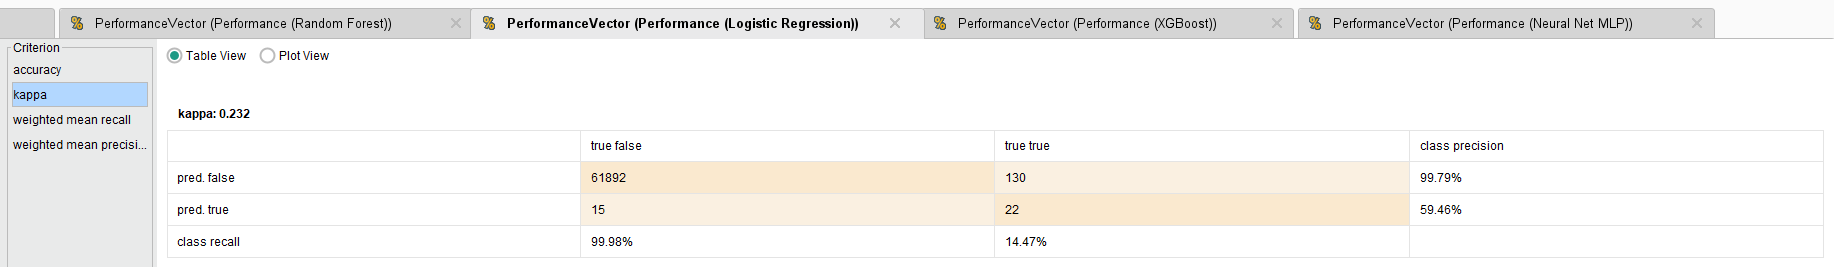 PerformanceVector (Performance (Random Forest)) PerformanceVector (Performance (Logistic Regression)) PerformanceVector (Performance (XGBoost)) PerformanceVector (Performance (Neural Net MLP))
Criterion
accuracy
kappa
weighted mean recall
weighted mean precisi...
Table View Plot View
kappa: 0.232
true false true true class precision
pred. false 61892 130 99.79%
pred. true 15 22 59.46%
class recall 99.98% 14.47%